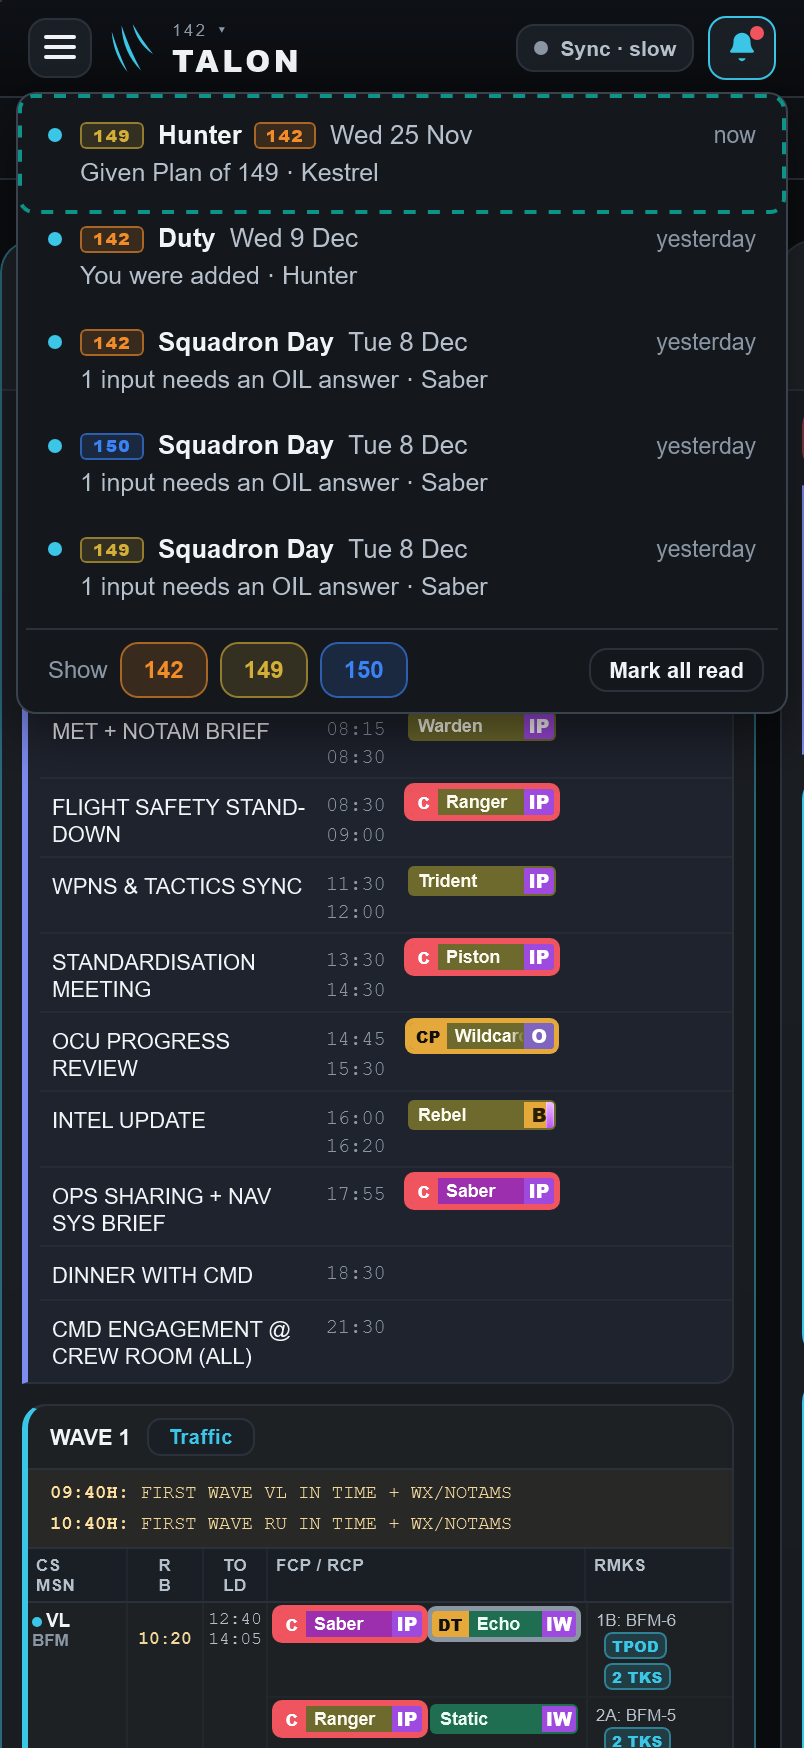 142 ▾
TALON
Sync · slow
149 Hunter 142 Wed 25 Nov now
Given Plan of 149 · Kestrel
142 Duty Wed 9 Dec yesterday
You were added · Hunter
142 Squadron Day Tue 8 Dec yesterday
1 input needs an OIL answer · Saber
150 Squadron Day Tue 8 Dec yesterday
1 input needs an OIL answer · Saber
149 Squadron Day Tue 8 Dec yesterday
1 input needs an OIL answer · Saber
Show 142 149 150 Mark all read
MET + NOTAM BRIEF 08:15 Warden IP
08:30
FLIGHT SAFETY STAND- 08:30 C Ranger IP
DOWN 09:00
WPNS & TACTICS SYNC 11:30 Trident IP
12:00
STANDARDISATION 13:30 C Piston IP
MEETING 14:30
OCU PROGRESS 14:45 CP Wildcar O
REVIEW 15:30
INTEL UPDATE 16:00 Rebel B
16:20
OPS SHARING + NAV 17:55 C Saber IP
SYS BRIEF
DINNER WITH CMD 18:30
CMD ENGAGEMENT @ 21:30
CREW ROOM (ALL)
WAVE 1 Traffic
09:40H: FIRST WAVE VL IN TIME + WX/NOTAMS
10:40H: FIRST WAVE RU IN TIME + WX/NOTAMS
CS R TO FCP / RCP RMKS
MSN B LD
VL 10:20 12:40 C Saber IP DT Echo IW 1B: BFM-6
BFM 14:05 TPOD
2 TKS
C Ranger IP Static IW 2A: BFM-5
2 TKS